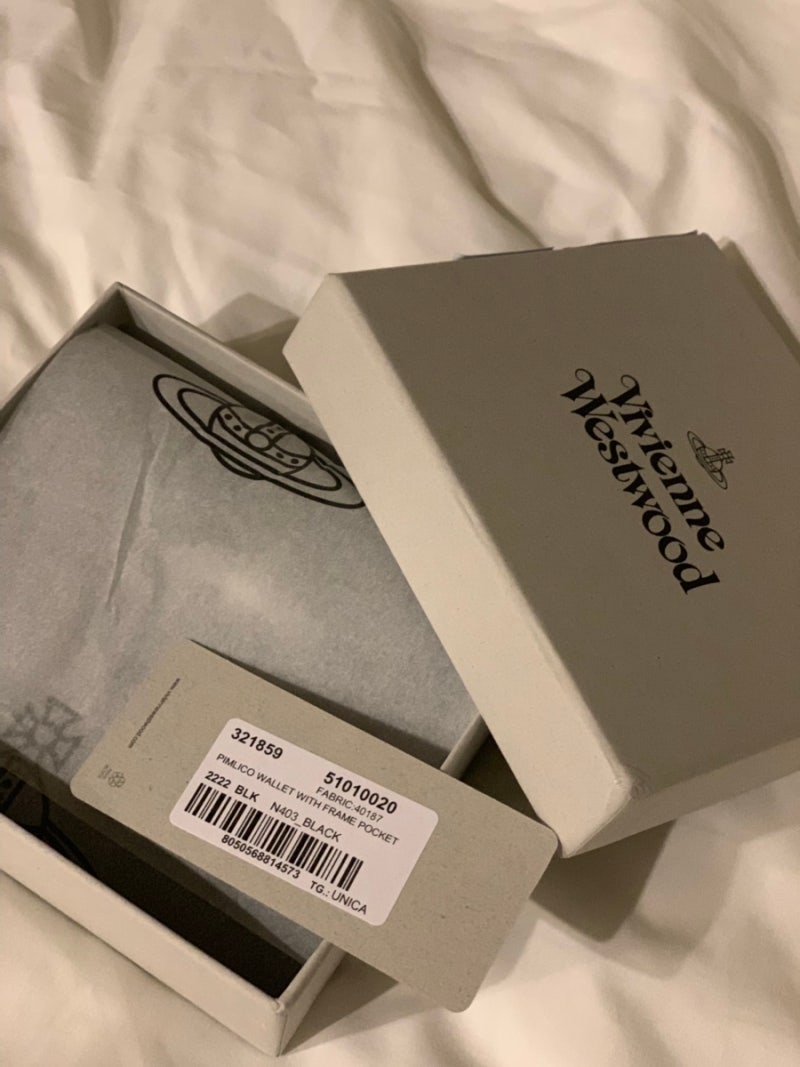 Vivienne
Westwood
321859
51010020
FABRIC:40187
PIMLICO WALLET WITH FRAME POCKET
2222 BLK N403_BLACK
8050568814573 TG.: UNICA